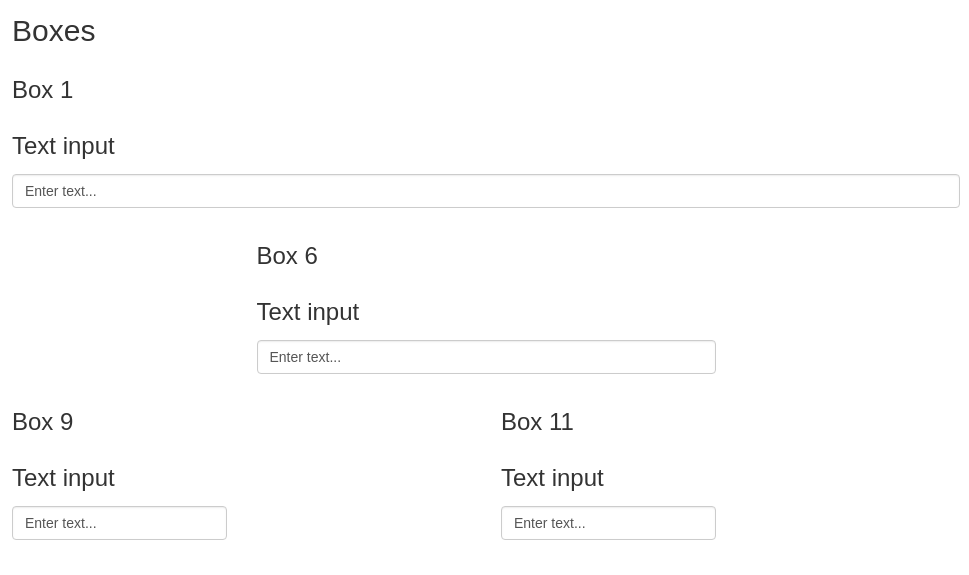 Boxes
Box 1
Text input
Enter text...
Box 6
Text input
Enter text...
Box 9
Text input
Enter text...
Box 11
Text input
Enter text...